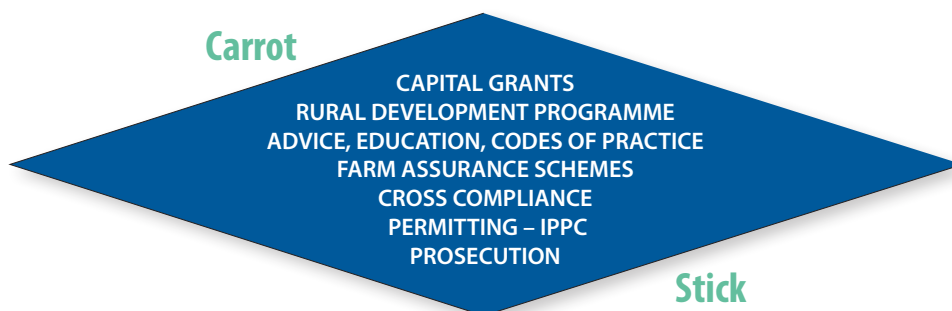 Carrot
CAPITAL GRANTS
RURAL DEVELOPMENT PROGRAMME
ADVICE, EDUCATION, CODES OF PRACTICE
FARM ASSURANCE SCHEMES
CROSS COMPLIANCE
PERMITTING – IPPC
PROSECUTION
Stick